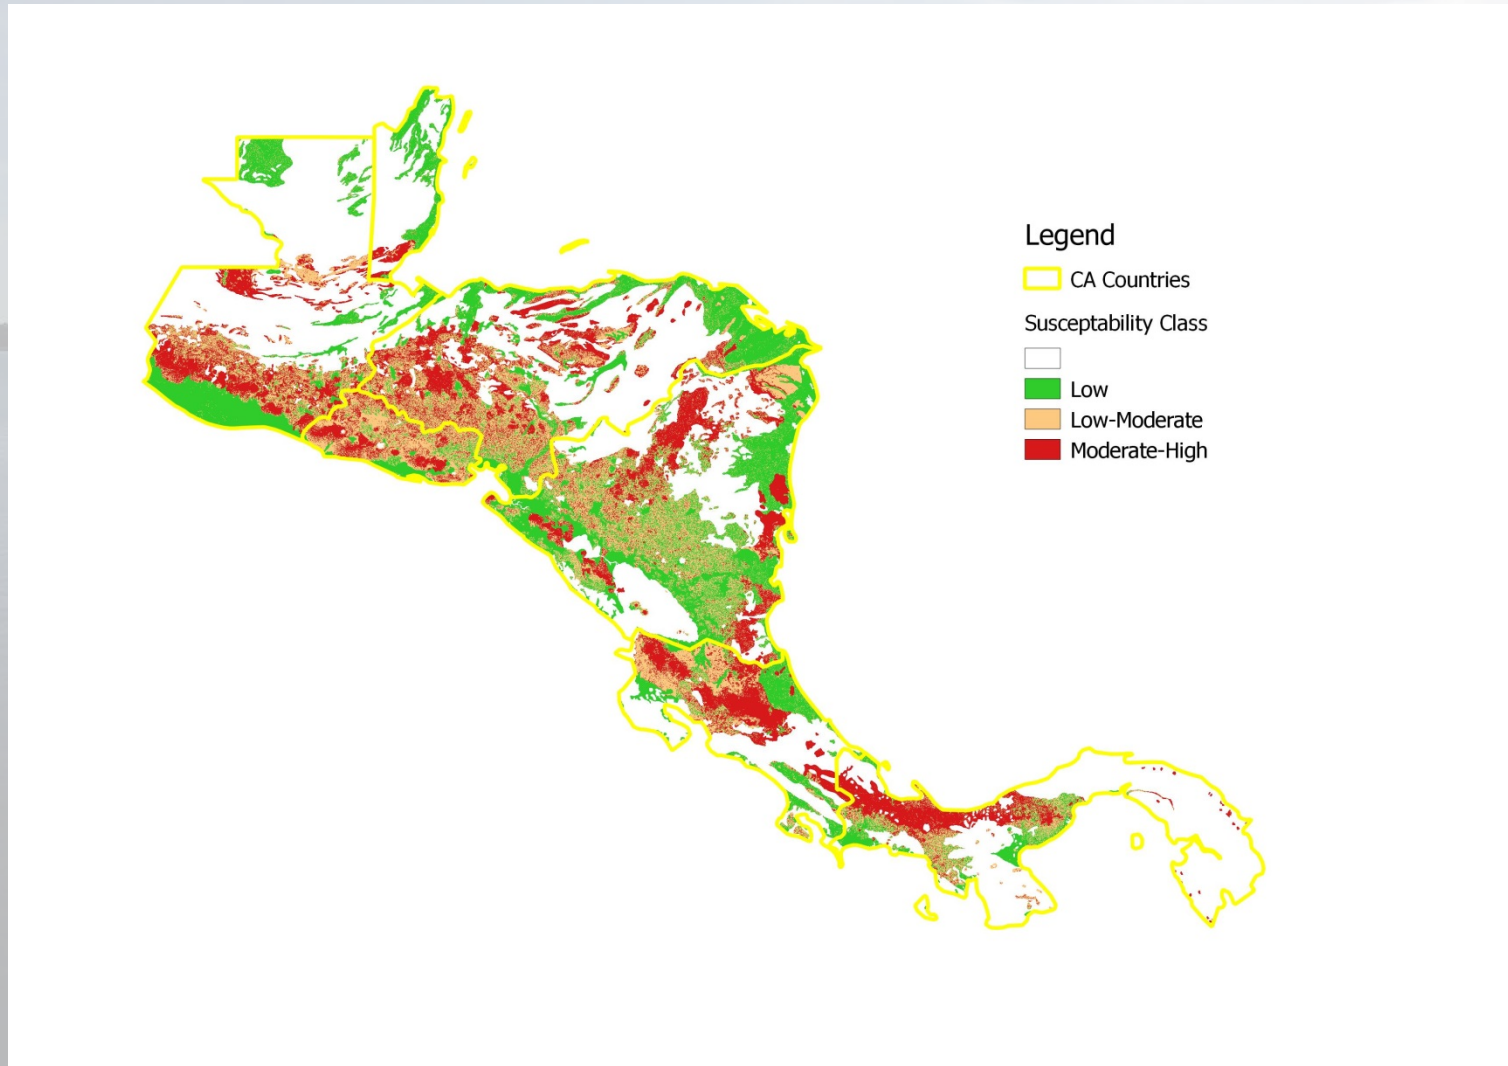 Legend
CA Countries
Susceptability Class
Low
Low-Moderate
Moderate-High